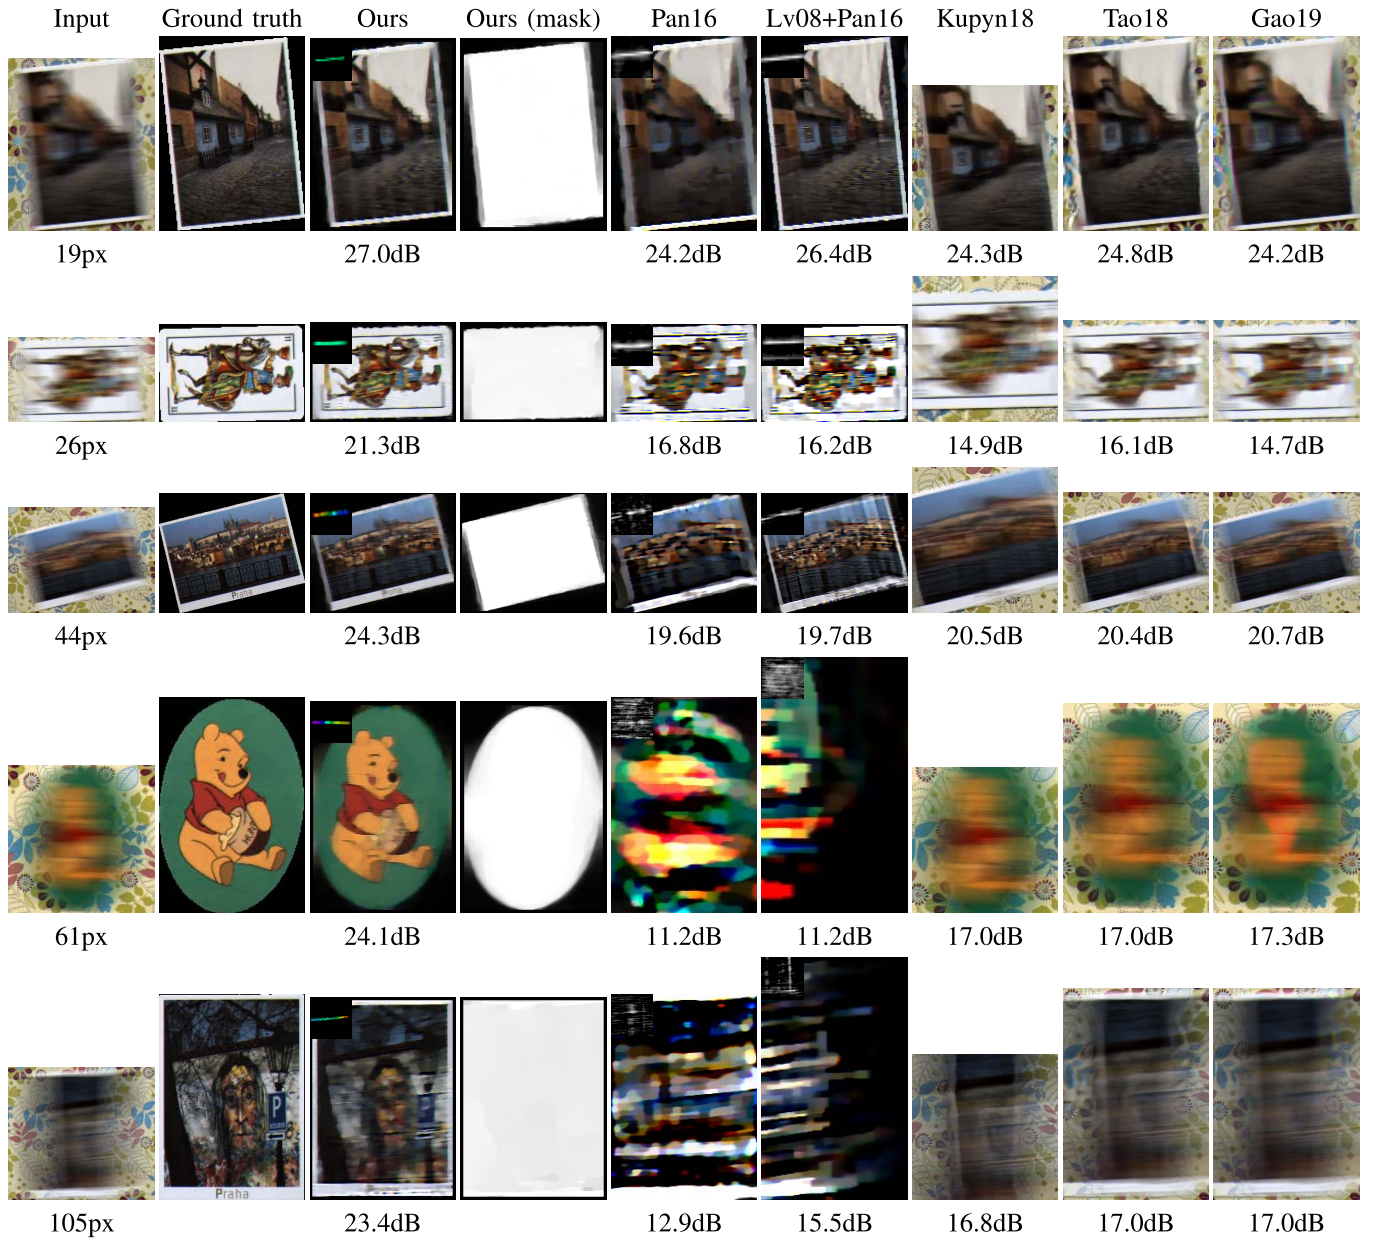 Input Ground truth Ours Ours (mask) Pan16 Lv08+Pan16 Kupyn18 Tao18 Gao19
19px 27.0dB 24.2dB 26.4dB 24.3dB 24.8dB 24.2dB
26px 21.3dB 16.8dB 16.2dB 14.9dB 16.1dB 14.7dB
Praha
44px 24.3dB 19.6dB 19.7dB 20.5dB 20.4dB 20.7dB
61px 24.1dB 11.2dB 11.2dB 17.0dB 17.0dB 17.3dB
P
Praha
105px 23.4dB 12.9dB 15.5dB 16.8dB 17.0dB 17.0dB